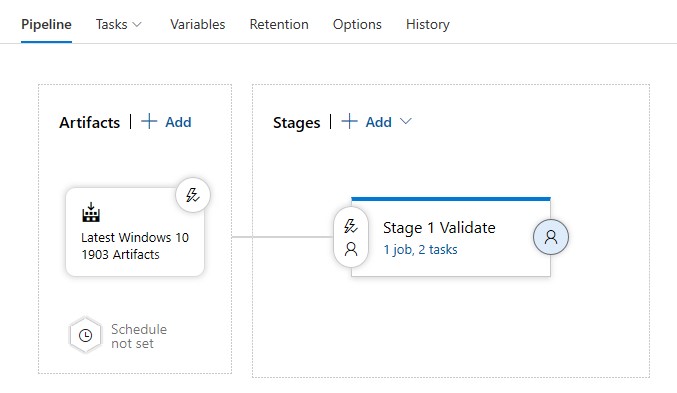 Pipeline Tasks Variables Retention Options History
Artifacts | + Add
Stages | + Add
Latest Windows 10
1903 Artifacts
Stage 1 Validate
1 job, 2 tasks
Schedule
not set